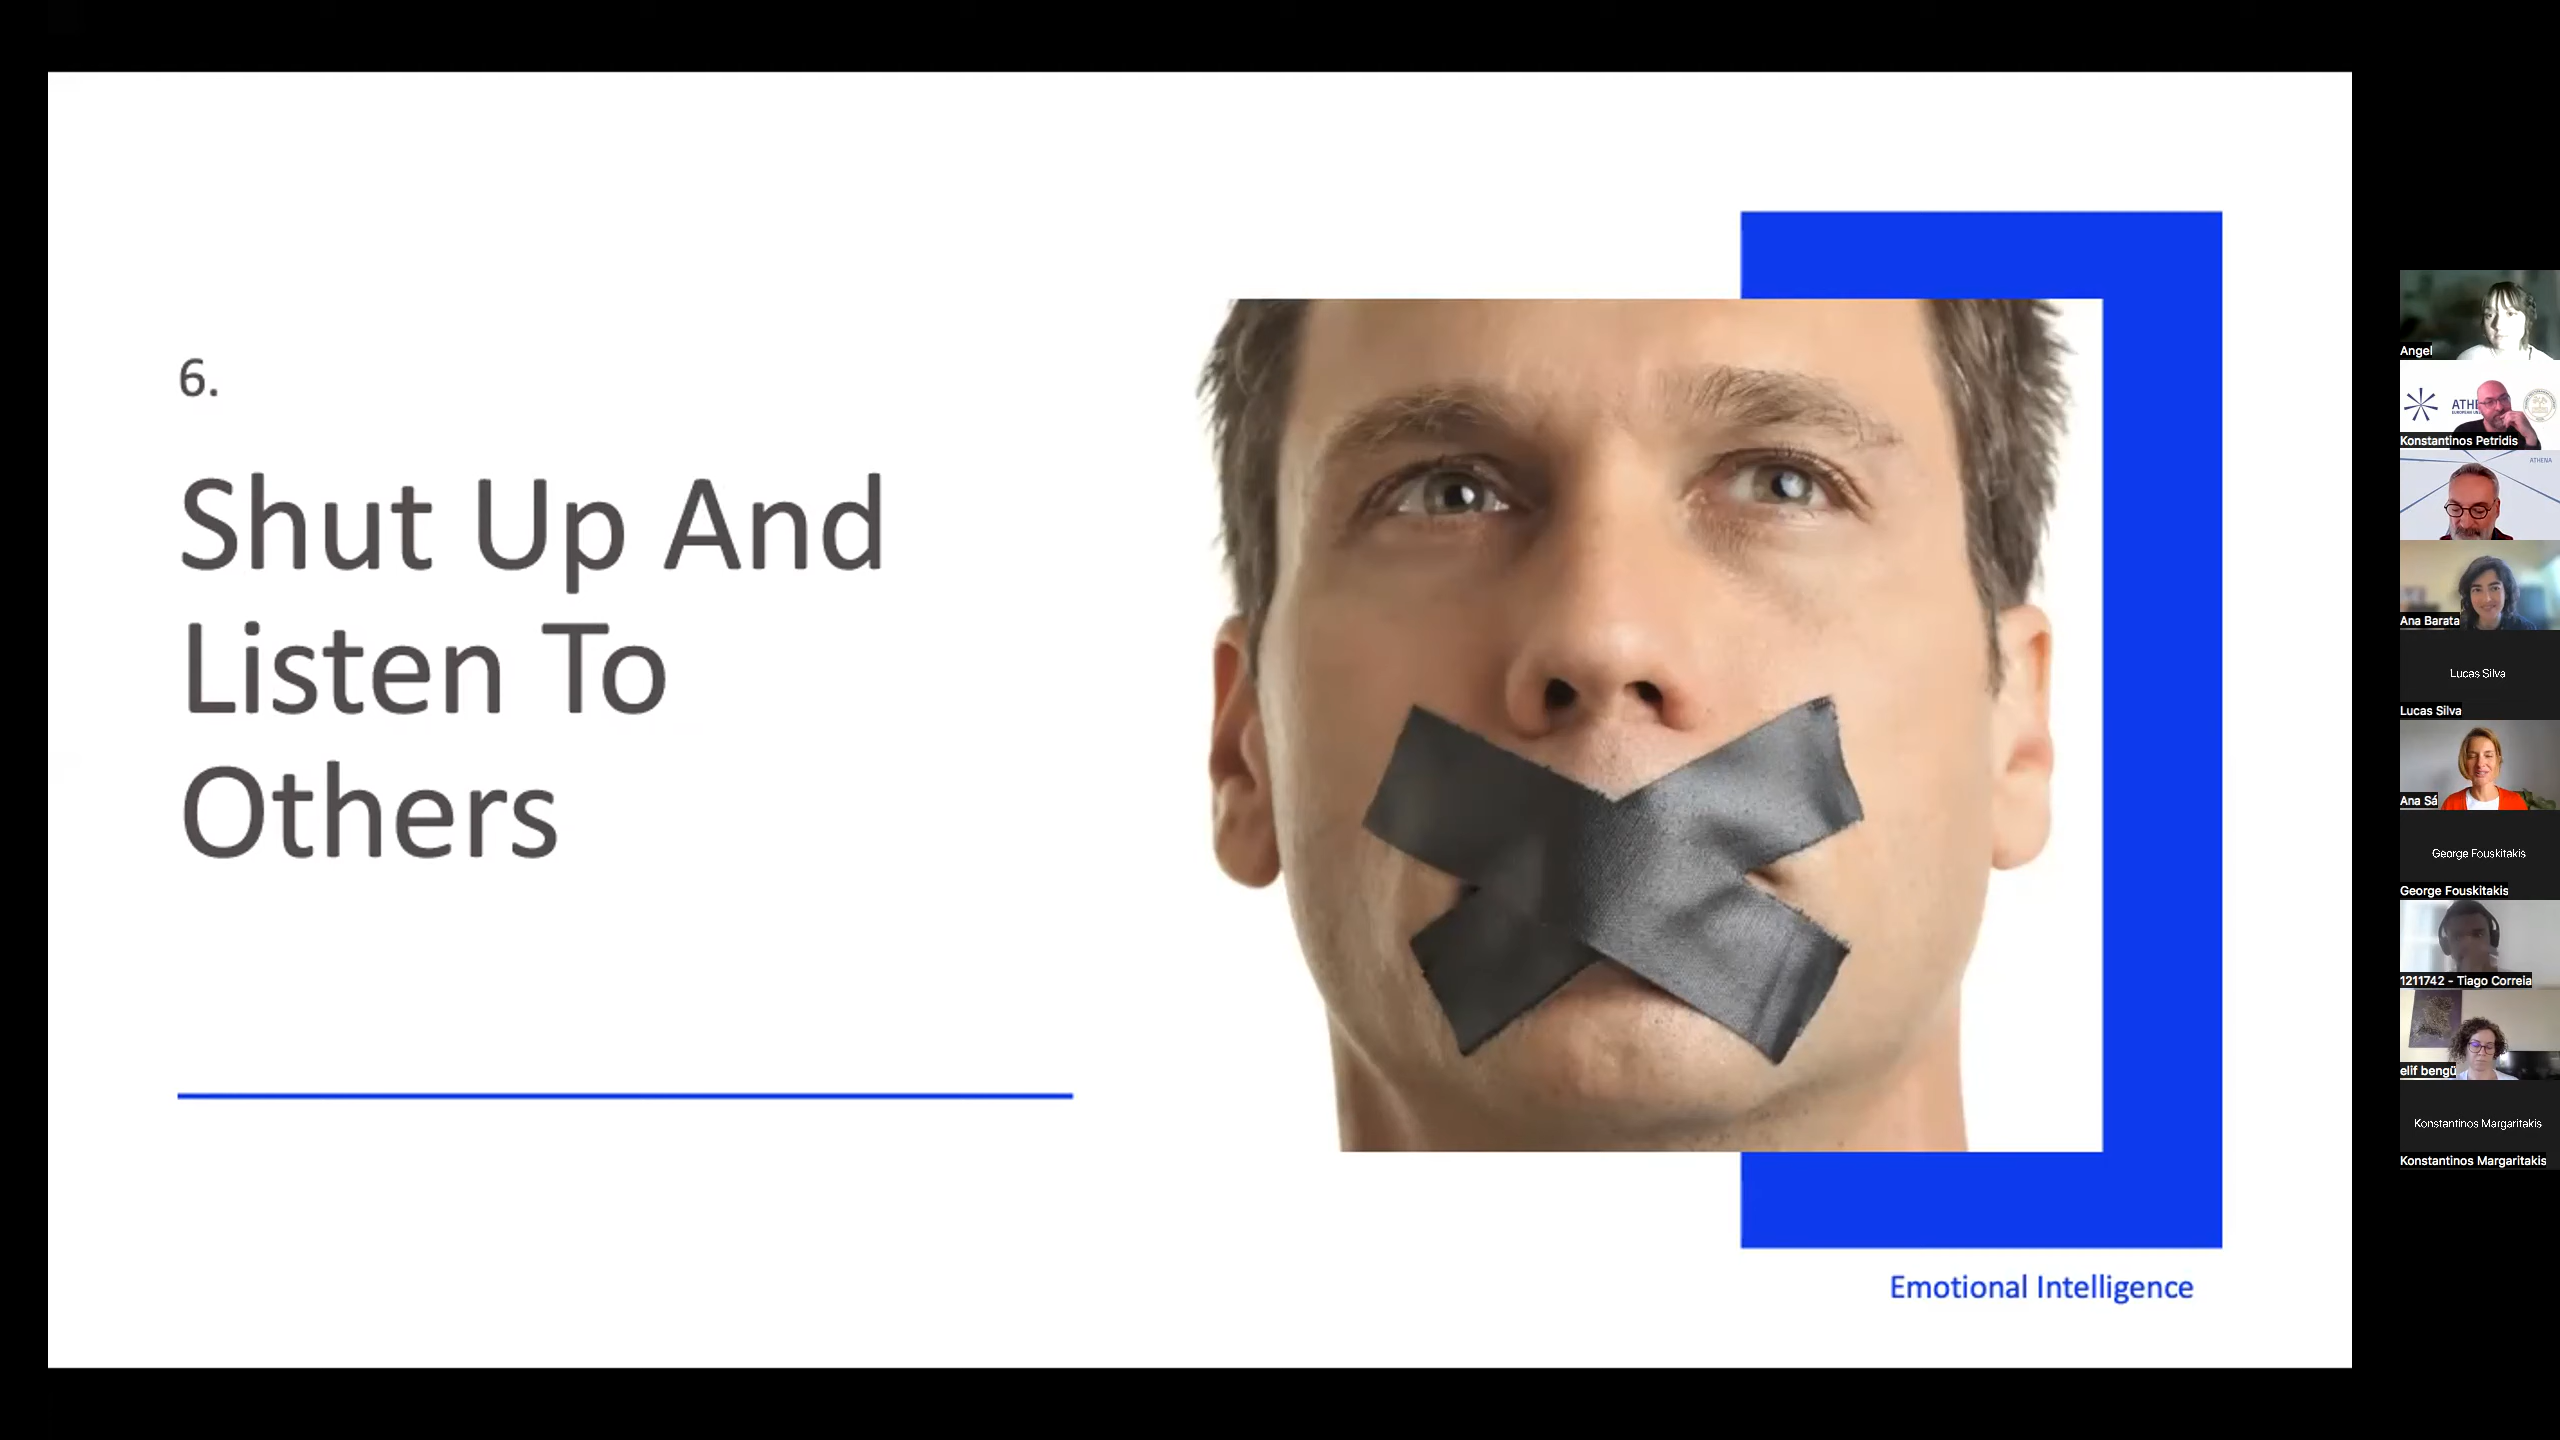 6.
Shut Up And
Listen To
Others
Emotional Intelligence
Angel
Konstantinos Petridis
ATHENA
Ana Barata
Lucas Silva
Lucas Silva
Ana Sá
George Fouskitakis
George Fouskitakis
1211742 - Tiago Correia
elif bengü
Konstantinos Margaritakis
Konstantinos Margaritakis